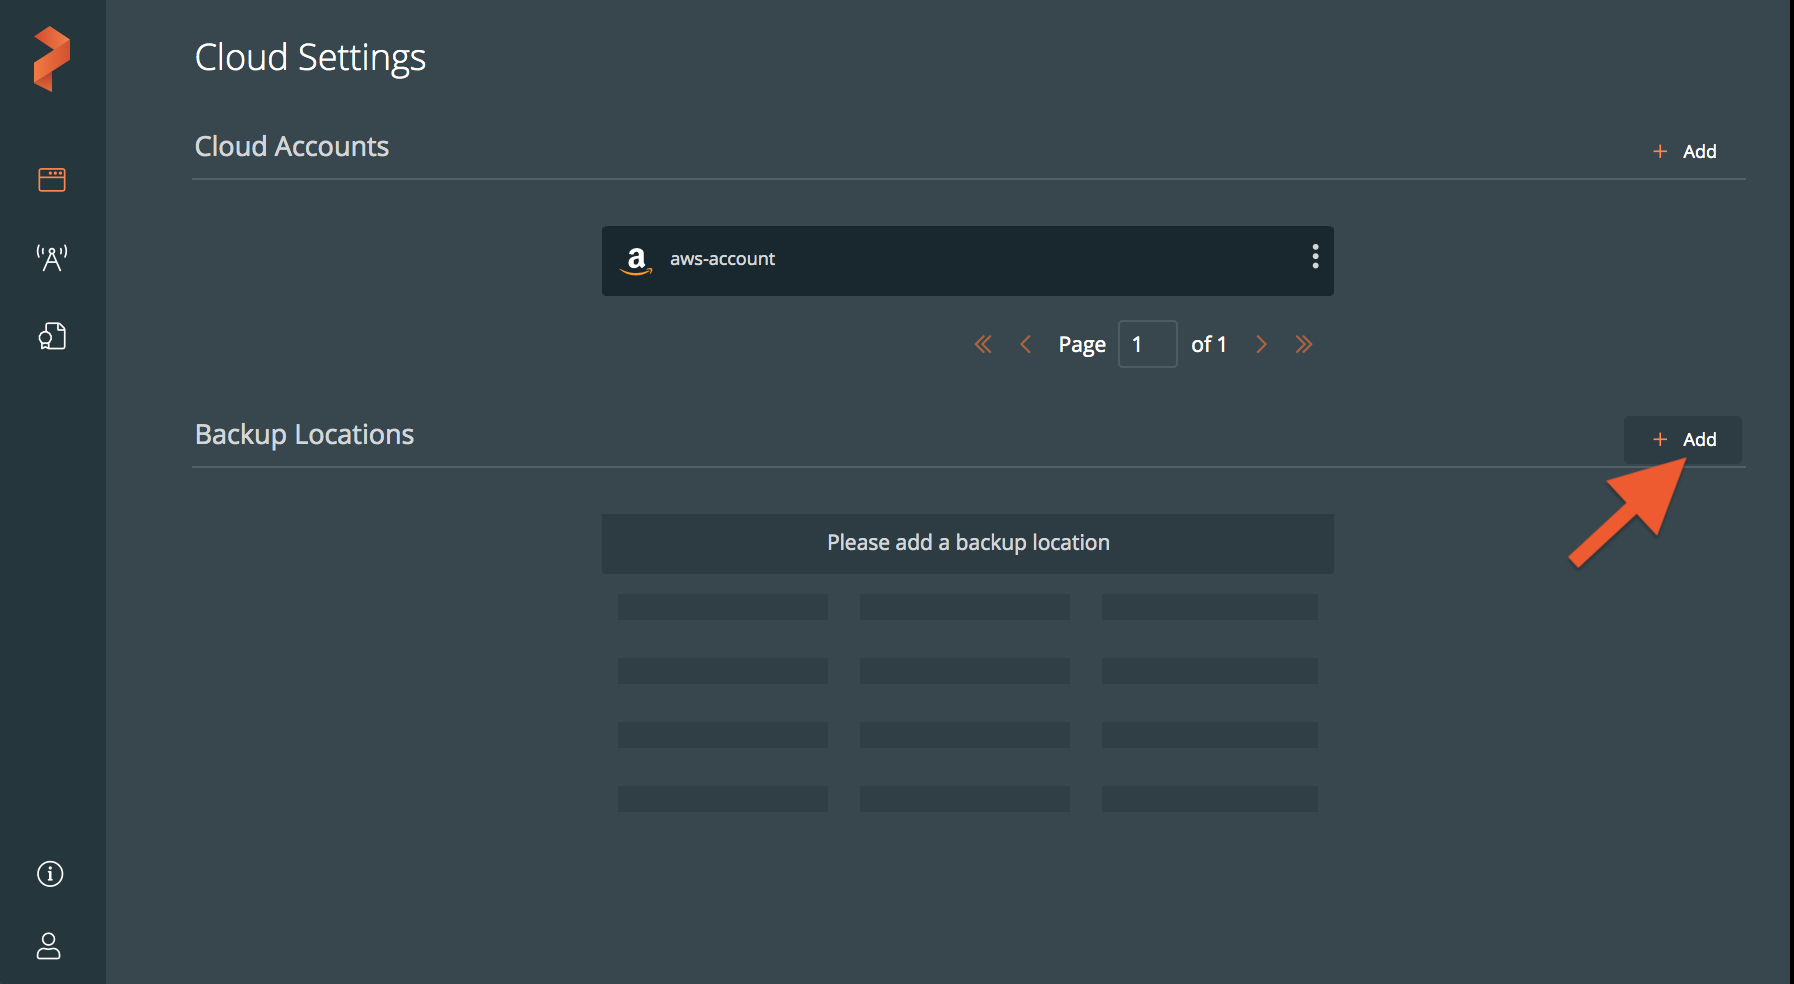 Cloud Settings
Cloud Accounts
+ Add
aws-account
Page 1 of 1
Backup Locations
+ Add
Please add a backup location